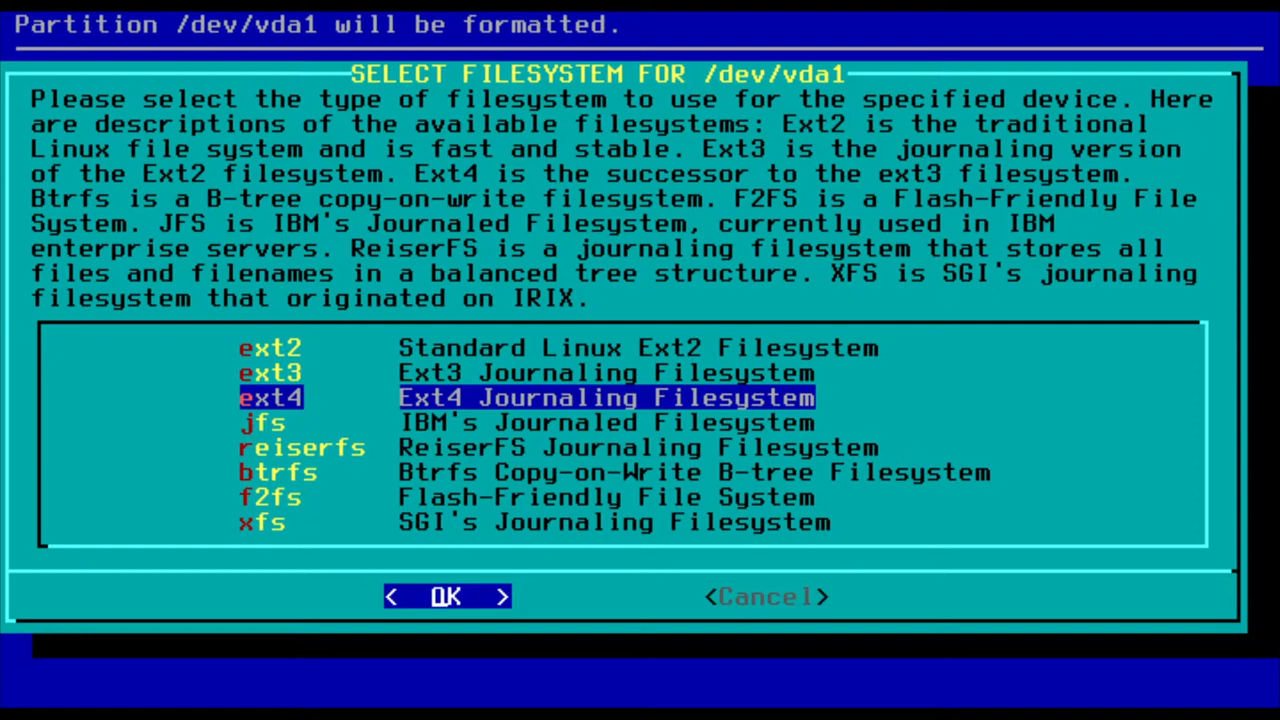 Partition /dev/vda1 will be formatted.
SELECT FILESYSTEM FOR /dev/vda1
Please select the type of filesystem to use for the specified device. Here
are descriptions of the available filesystems: Ext2 is the traditional
Linux file system and is fast and stable. Ext3 is the journaling version
of the Ext2 filesystem. Ext4 is the successor to the ext3 filesystem.
Btrfs is a B-tree copy-on-write filesystem. F2FS is a Flash-Friendly File
System. JFS is IBM's Journaled Filesystem, currently used in IBM
enterprise servers. ReiserFS is a journaling filesystem that stores all
files and filenames in a balanced tree structure. XFS is SGI's journaling
filesystem that originated on IRIX.
ext2 Standard Linux Ext2 Filesystem
ext3 Ext3 Journaling Filesystem
ext4 Ext4 Journaling Filesystem
jfs IBM's Journaled Filesystem
reiserfs ReiserFS Journaling Filesystem
btrfs Btrfs Copy-on-Write B-tree Filesystem
f2fs Flash-Friendly File System
xfs SGI's Journaling Filesystem
< OK > <Cancel>